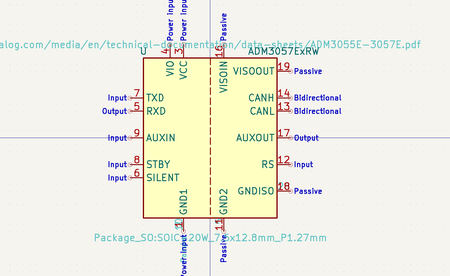 Power Input
Power Input
Passive
alog.com/media/en/technical-documentation/data-sheets/ADM3055E-3057E.pdf
U
ADM3057ExRW
4
3
16
VIO
VCC
VISOIN
VISOOUT
19
Passive
Input
7
TXD
CANH
14
Bidirectional
Output
5
RXD
CANL
13
Bidirectional
Input
9
AUXIN
AUXOUT
17
Output
Input
8
STBY
RS
12
Input
Input
6
SILENT
GNDISO
18
Passive
GND1
GND2
1
11
Package_SO:SOIC-20W_7.5x12.8mm_P1.27mm
Power Input
Passive